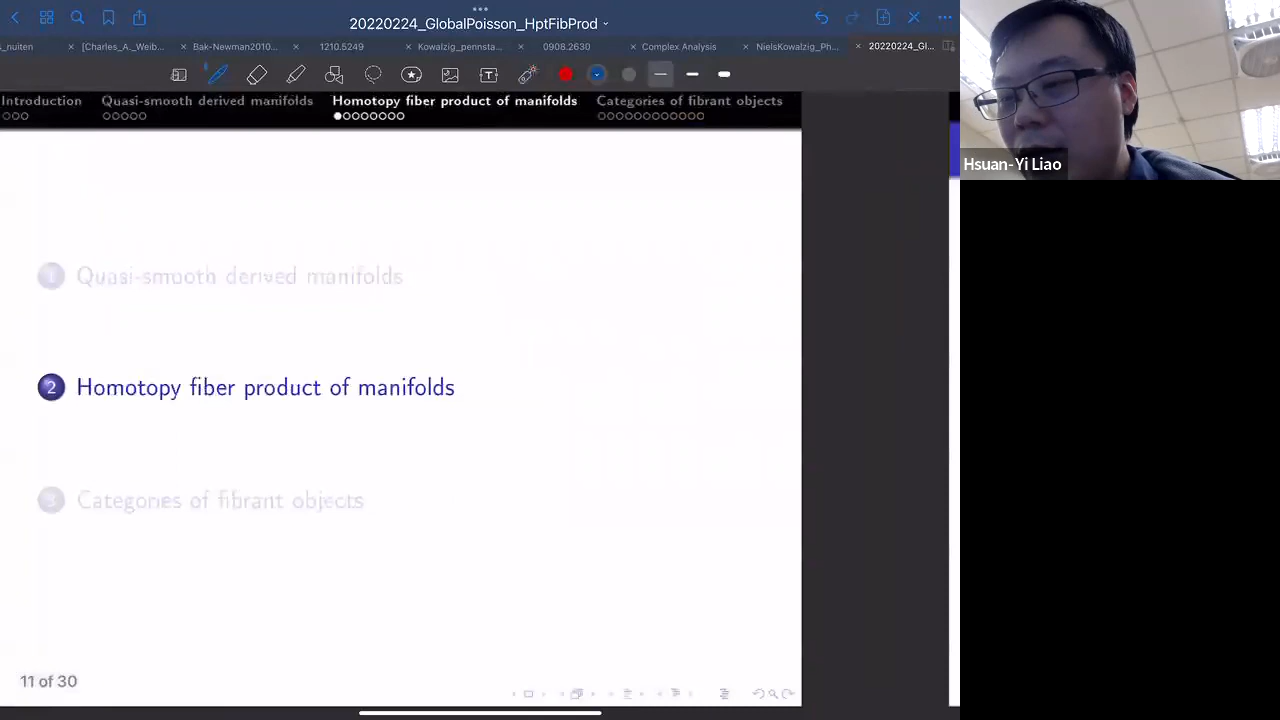 20220224_GlobalPoisson_HptFibProd
_nuiten
[Charles_A._Weib...
Bak-Newman2010...
1210.5249
Kowalzig_pennsta...
0908.2630
Complex Analysis
NielsKowalzig_Ph...
20220224_Gl...
Introduction
Quasi-smooth derived manifolds
Homotopy fiber product of manifolds
Categories of fibrant objects
Hsuan-Yi Liao
1 Quasi-smooth derived manifolds
2 Homotopy fiber product of manifolds
3 Categories of fibrant objects
11 of 30